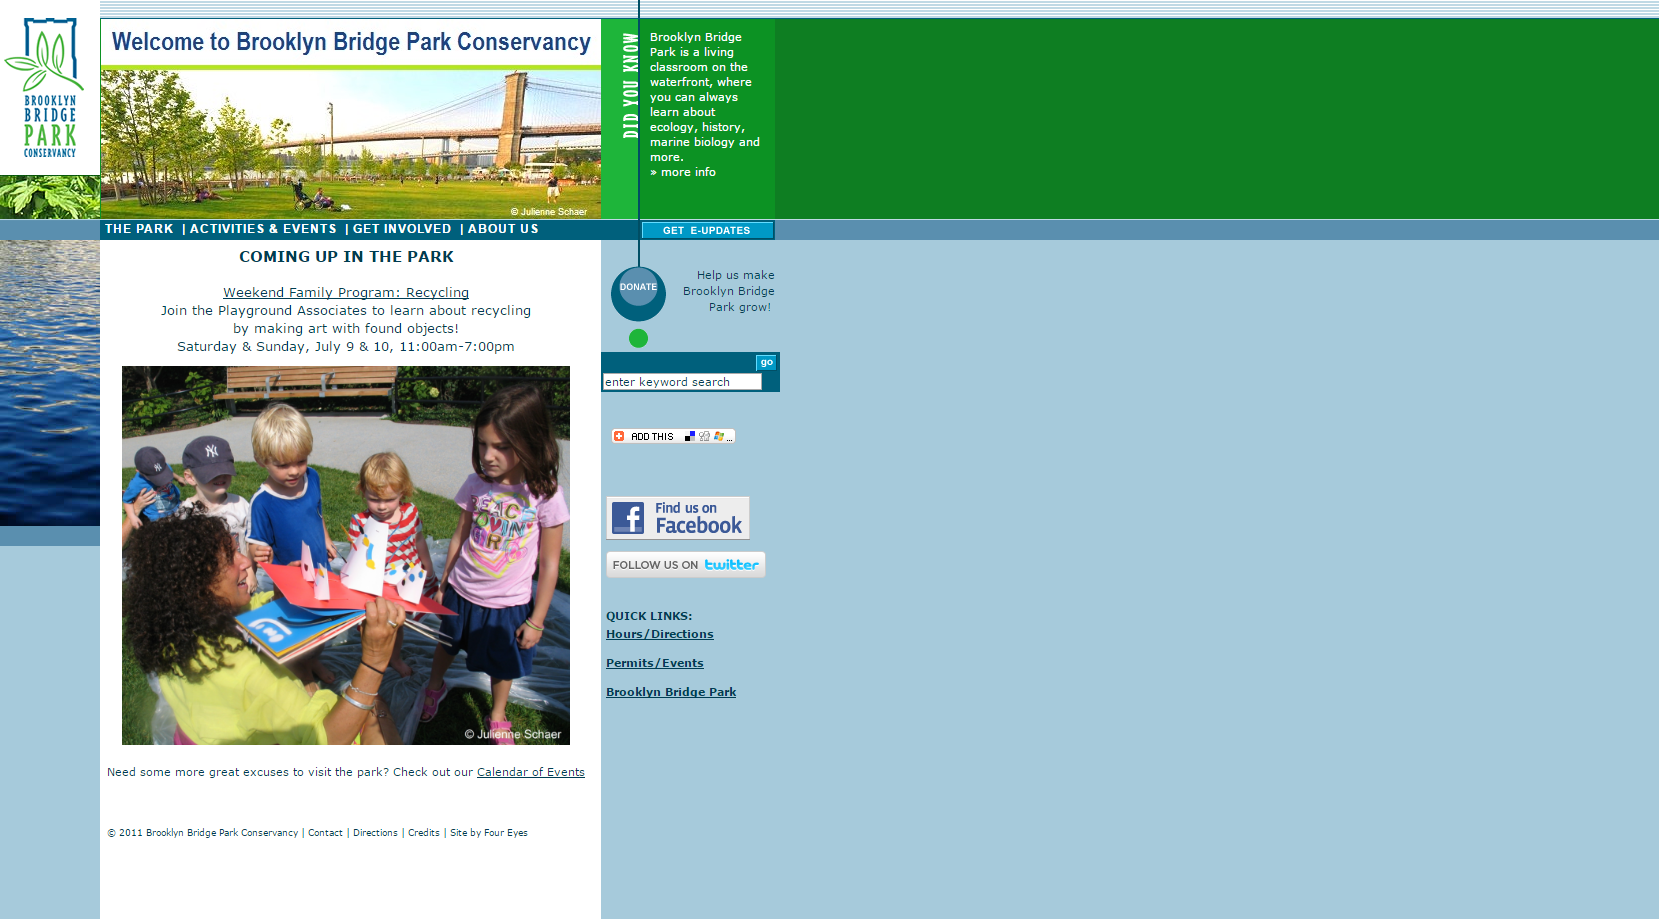 BROOKLYN
BRIDGE
PARK
CONSERVANCY
Welcome to Brooklyn Bridge Park Conservancy
© Julienne Schaer
DID YOU KNOW
Brooklyn Bridge
Park is a living
classroom on the
waterfront, where
you can always
learn about
ecology, history,
marine biology and
more.
» more info
THE PARK | ACTIVITIES & EVENTS | GET INVOLVED | ABOUT US
GET E-UPDATES
COMING UP IN THE PARK
Weekend Family Program: Recycling
Join the Playground Associates to learn about recycling
by making art with found objects!
Saturday & Sunday, July 9 & 10, 11:00am-7:00pm
© Julienne Schaer
Need some more great excuses to visit the park? Check out our Calendar of Events
© 2011 Brooklyn Bridge Park Conservancy | Contact | Directions | Credits | Site by Four Eyes
DONATE
Help us make
Brooklyn Bridge
Park grow!
go
enter keyword search
ADD THIS ...
Find us on
Facebook
FOLLOW US ON twitter
QUICK LINKS:
Hours/Directions
Permits/Events
Brooklyn Bridge Park